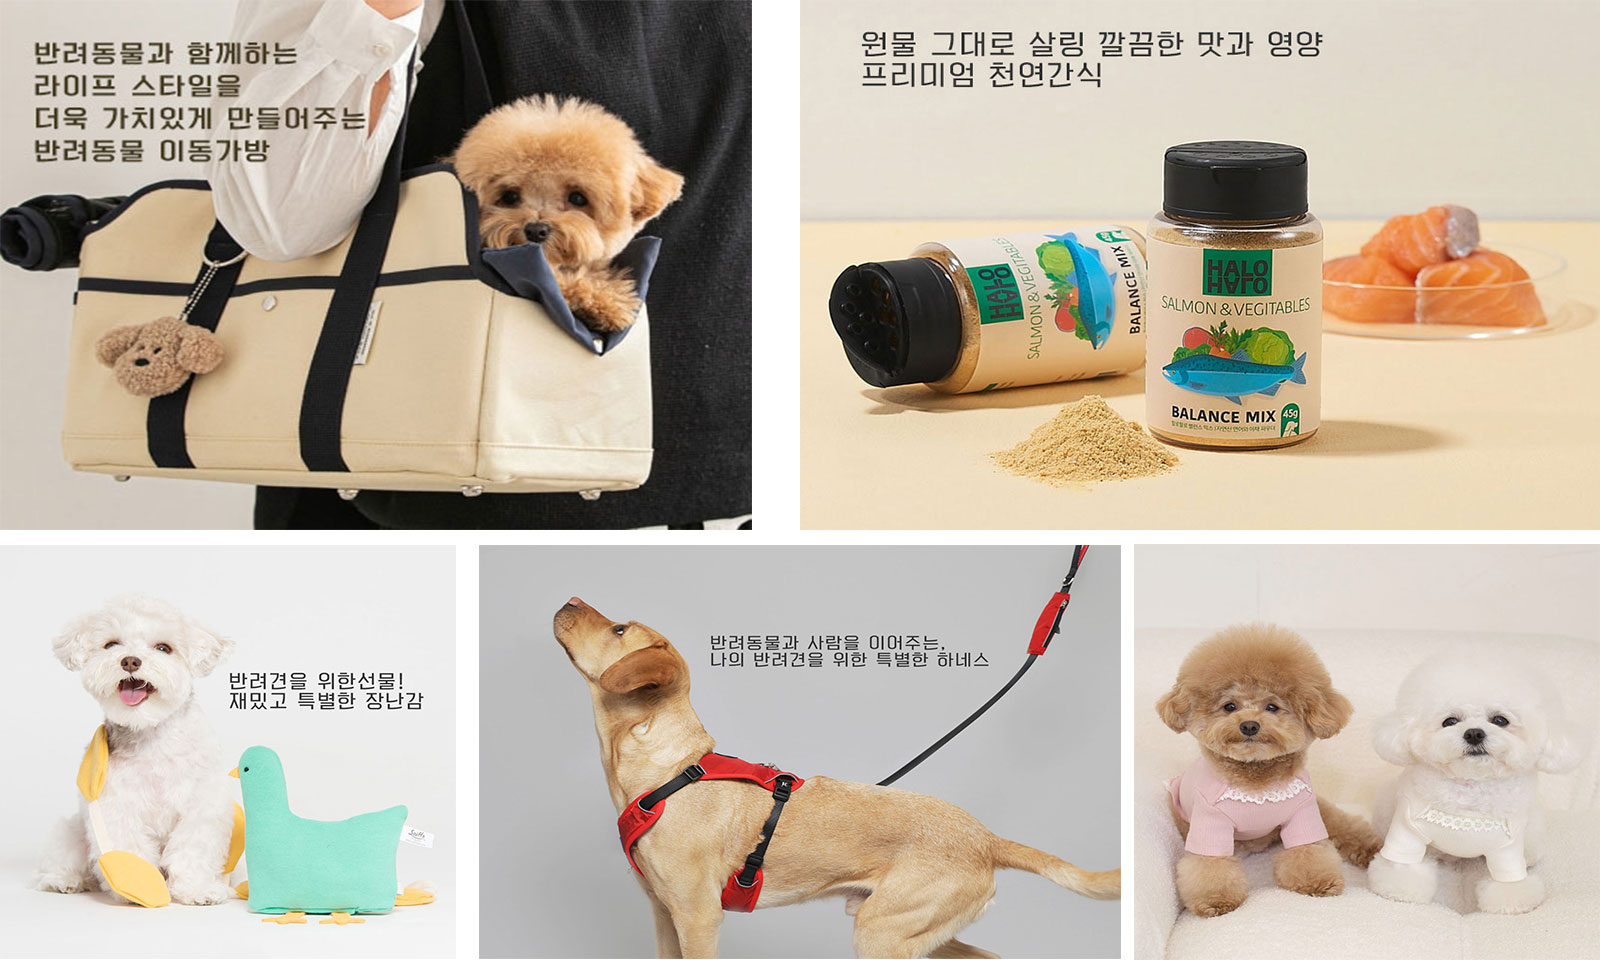 반려동물과 함께하는
라이프 스타일을
더욱 가치있게 만들어주는
반려동물 이동가방
원물 그대로 살링 깔끔한 맛과 영양
프리미엄 천연간식
HALO
HALO
SALMON & VEGITABLES
BALANCE MIX
45g
HALO
HALO
SALMON & VEGITABLES
BALANCE MIX
45g
반려견을 위한선물!
재밌고 특별한 장난감
반려동물과 사람을 이어주는,
나의 반려견을 위한 특별한 하네스